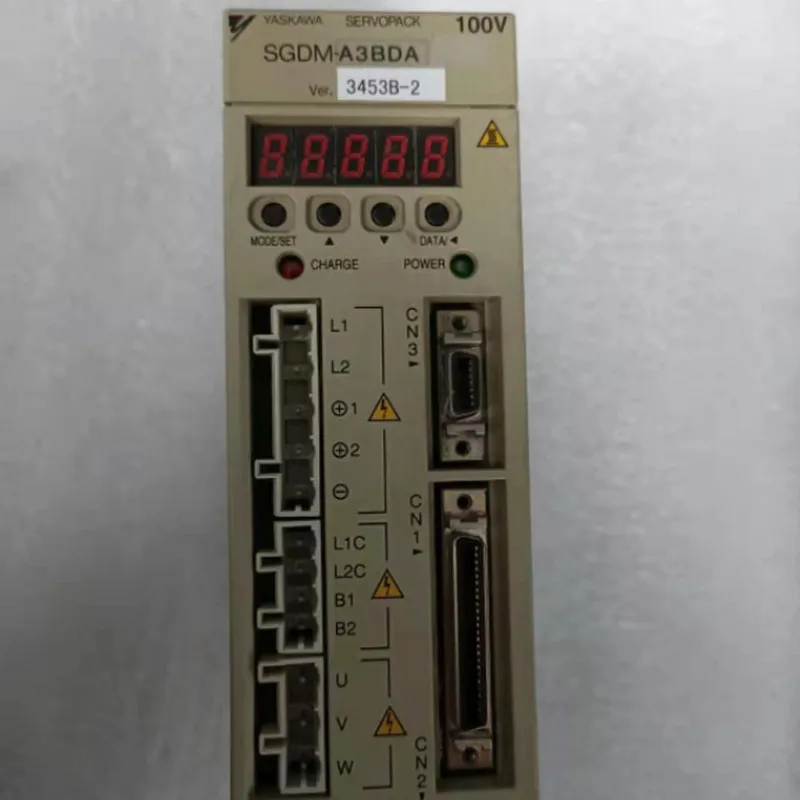 YASKAWA SERVOPACK 100V
SGDM-A3BDA
Ver. 3453B-2
88888
MODE/SET ▲ ▼ DATA/◄
CHARGE POWER
CN3
L1
L2
⊕1
⊕2
⊖
CN1
L1C
L2C
B1
B2
U
V
W
CN2